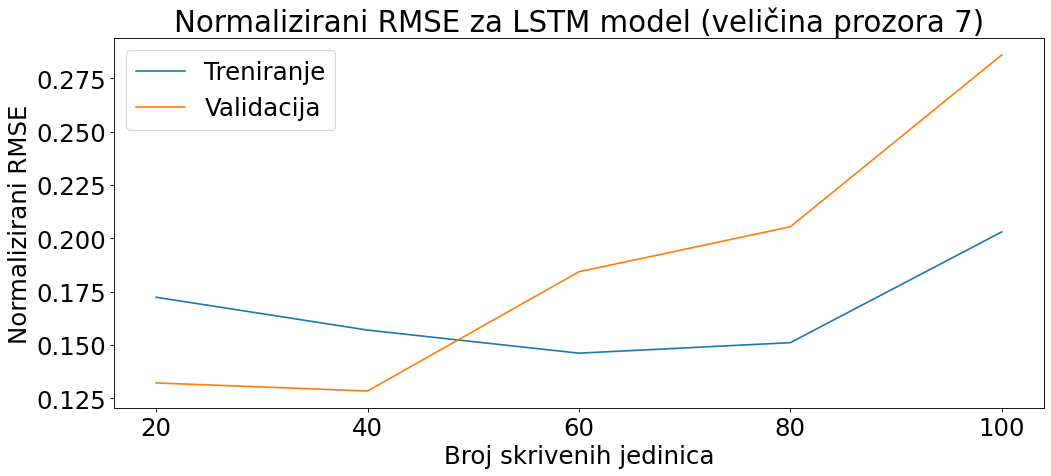 Normalizirani RMSE za LSTM model (veličina prozora 7)
Treniranje
Validacija
Normalizirani RMSE
0.275
0.250
0.225
0.200
0.175
0.150
0.125
20 40 60 80 100
Broj skrivenih jedinica